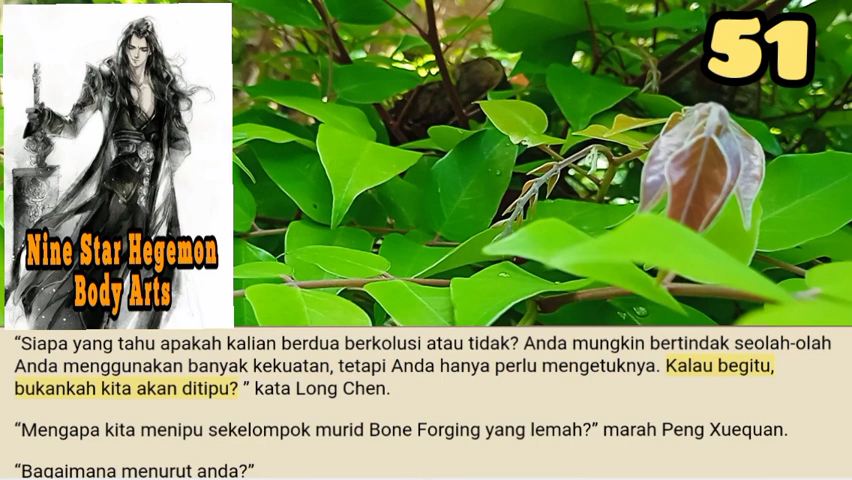 51
Nine Star Hegemon
Body Arts
“Siapa yang tahu apakah kalian berdua berkolusi atau tidak? Anda mungkin bertindak seolah-olah
Anda menggunakan banyak kekuatan, tetapi Anda hanya perlu mengetuknya. Kalau begitu,
bukankah kita akan ditipu? ” kata Long Chen.
“Mengapa kita menipu sekelompok murid Bone Forging yang lemah?” marah Peng Xuequan.
“Bagaimana menurut anda?”